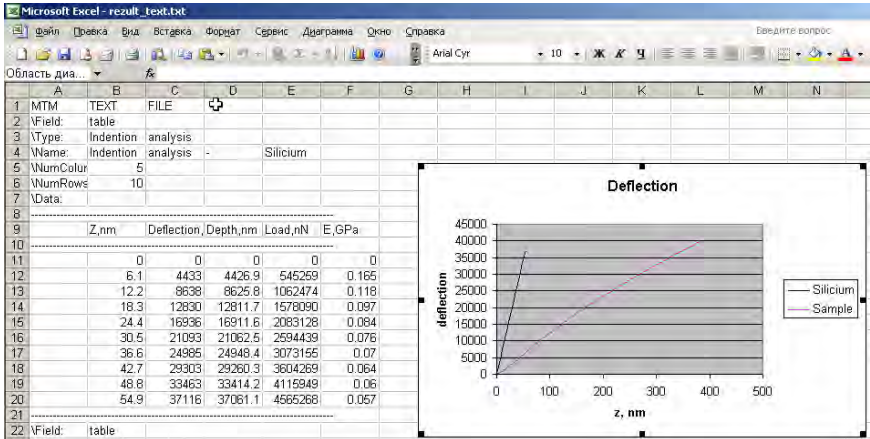 Microsoft Excel - rezult_text.txt
Файл Правка Вид Вставка Формат Сервис Диаграмма Окно Справка Введите вопрос
Arial Cyr 10 Ж К Ч
Область диа... fx
A B C D E F G H I J K L M N
1 MTM TEXT FILE
2 \Field: table
3 \Type: Indention analysis
4 \Name: Indention analysis - Silicium
5 \NumColur 5
6 \NumRows 10
7 \Data:
8 --------------------
9 Z,nm Deflection, Depth,nm Load,nN E,GPa
10 --------------------
11 0 0 0 0 0
12 6.1 4433 4426.9 545259 0.165
13 12.2 8638 8625.8 1062474 0.118
14 18.3 12830 12811.7 1578090 0.097
15 24.4 16936 16911.6 2083128 0.084
16 30.5 21093 21062.5 2594439 0.076
17 36.6 24985 24948.4 3073155 0.07
18 42.7 29303 29260.3 3604269 0.064
19 48.8 33463 33414.2 4115949 0.06
20 54.9 37116 37061.1 4565268 0.057
21 --------------------
22 \Field: table
Deflection
45000
40000
35000
30000
25000
20000
15000
10000
5000
0
deflection
0 100 200 300 400 500
z, nm
Silicium
Sample